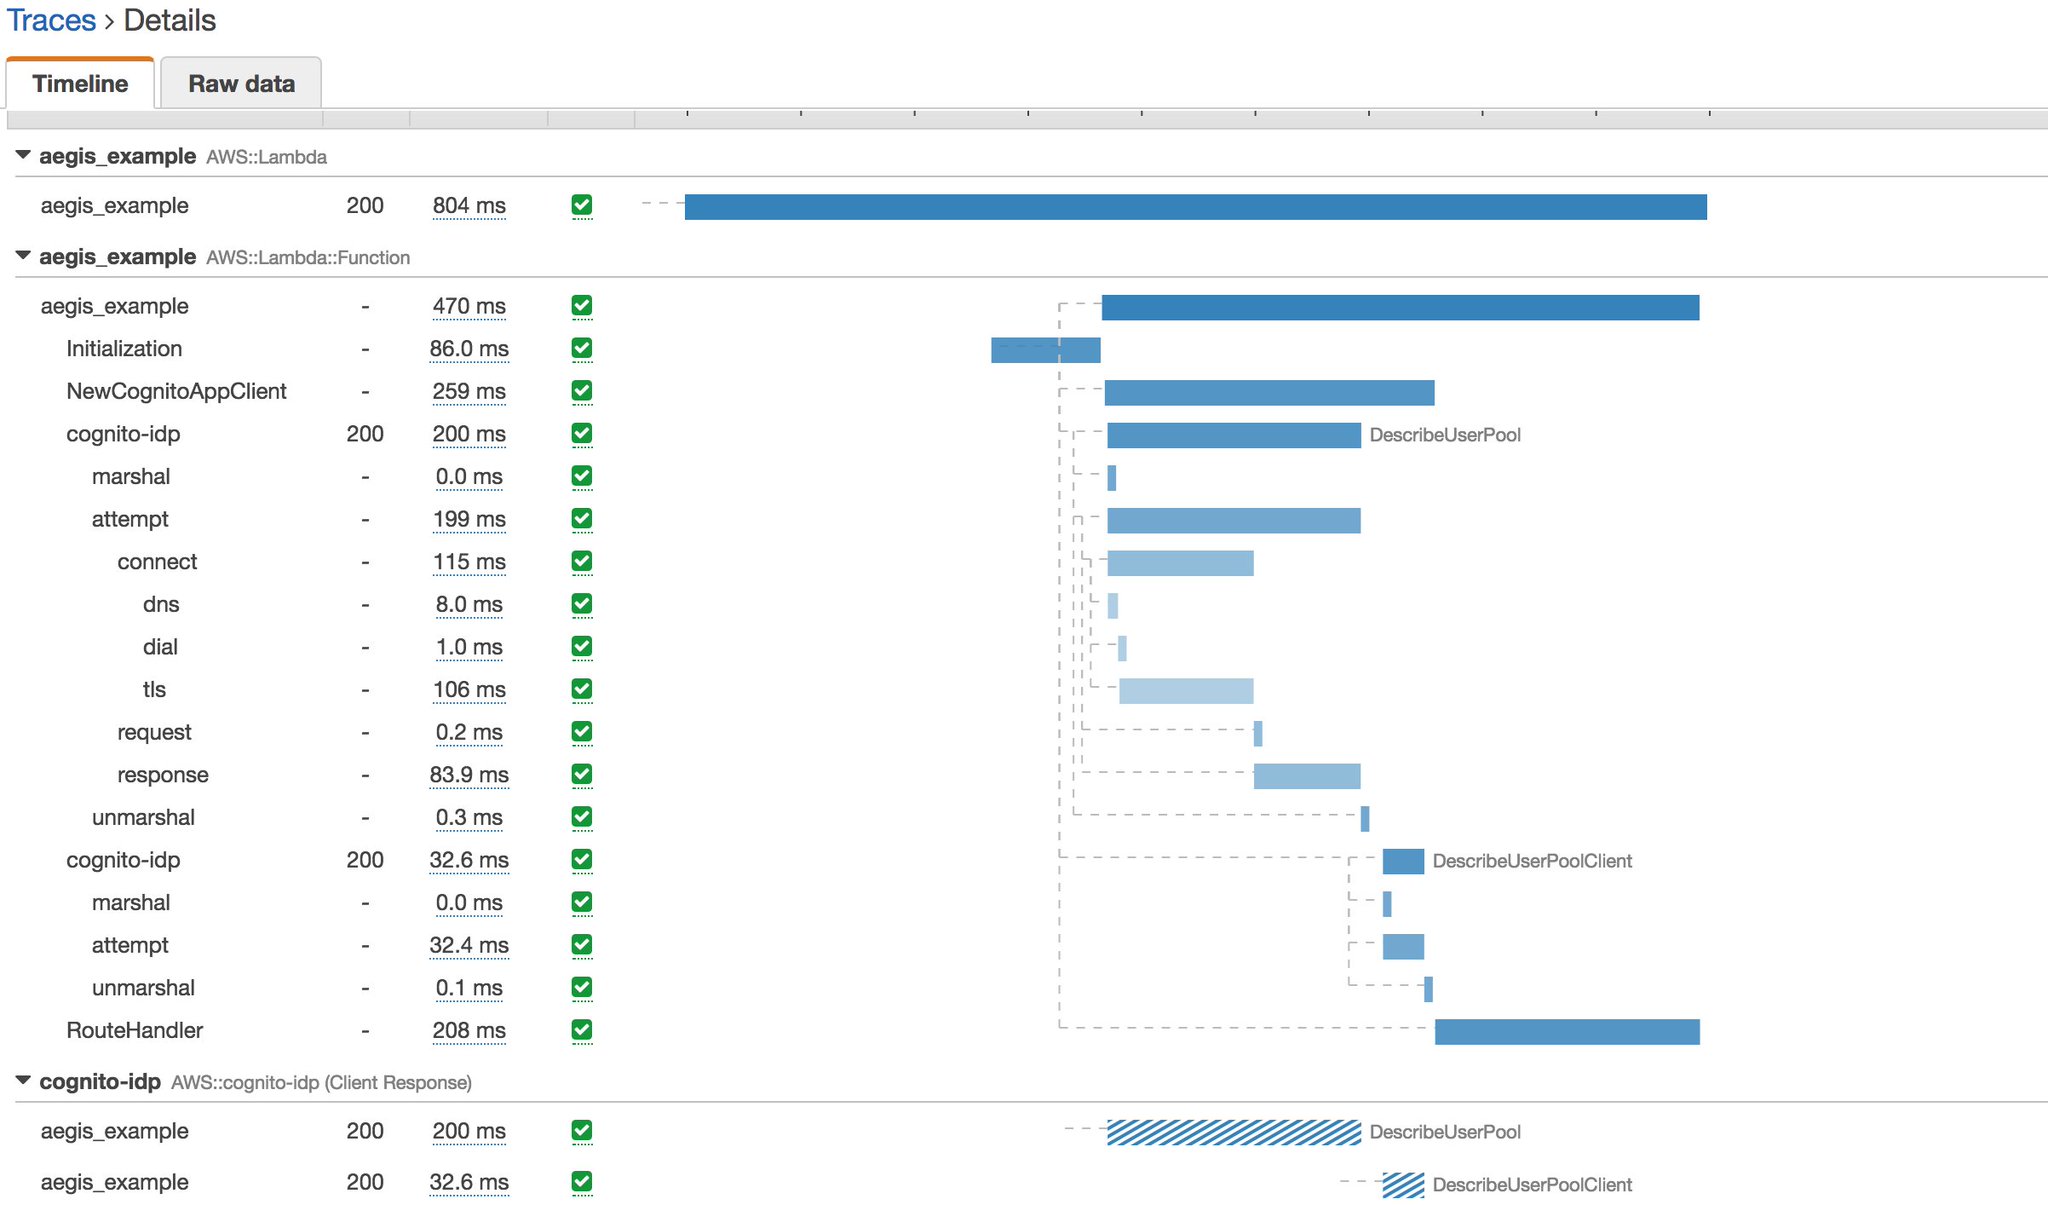 Traces > Details
Timeline Raw data
aegis_example AWS::Lambda
aegis_example 200 804 ms
aegis_example AWS::Lambda::Function
aegis_example - 470 ms
Initialization - 86.0 ms
NewCognitoAppClient - 259 ms
cognito-idp 200 200 ms DescribeUserPool
marshal - 0.0 ms
attempt - 199 ms
connect - 115 ms
dns - 8.0 ms
dial - 1.0 ms
tls - 106 ms
request - 0.2 ms
response - 83.9 ms
unmarshal - 0.3 ms
cognito-idp 200 32.6 ms DescribeUserPoolClient
marshal - 0.0 ms
attempt - 32.4 ms
unmarshal - 0.1 ms
RouteHandler - 208 ms
cognito-idp AWS::cognito-idp (Client Response)
aegis_example 200 200 ms DescribeUserPool
aegis_example 200 32.6 ms DescribeUserPoolClient